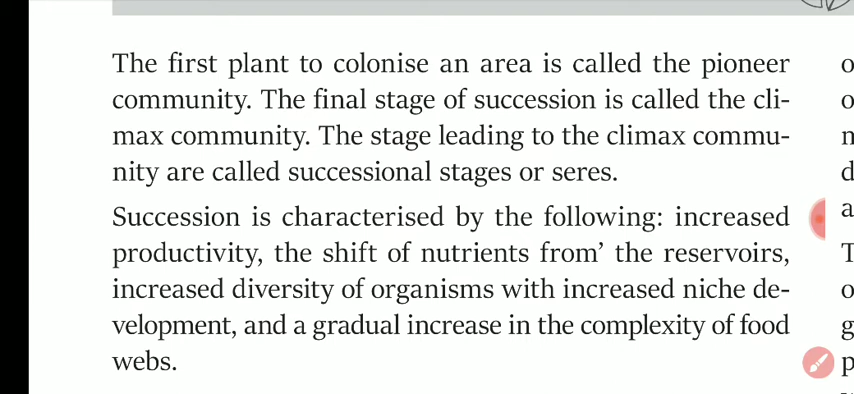 The first plant to colonise an area is called the pioneer
community. The final stage of succession is called the cli-
max community. The stage leading to the climax commu-
nity are called successional stages or seres.
Succession is characterised by the following: increased
productivity, the shift of nutrients from’ the reservoirs,
increased diversity of organisms with increased niche de-
velopment, and a gradual increase in the complexity of food
webs.